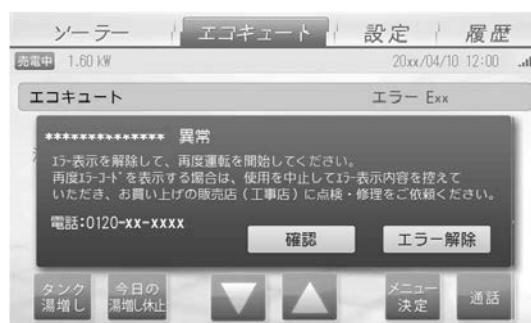 ソーラー エコキュート 設定 履歴
売電中 1.60 kW 20xx/04/10 12:00
エコキュート エラー Exx
************** 異常
ｴﾗｰ表示を解除して、再度運転を開始してください。
再度ｴﾗｰｺｰﾄﾞを表示する場合は、使用を中止してｴﾗｰ表示内容を控えて
いただき、お買い上げの販売店（工事店）に点検・修理をご依頼ください。
電話:0120-xx-xxxx
確認 エラー解除
タンク 今日の メニュー
湯増し 湯増し休止 決定 通話